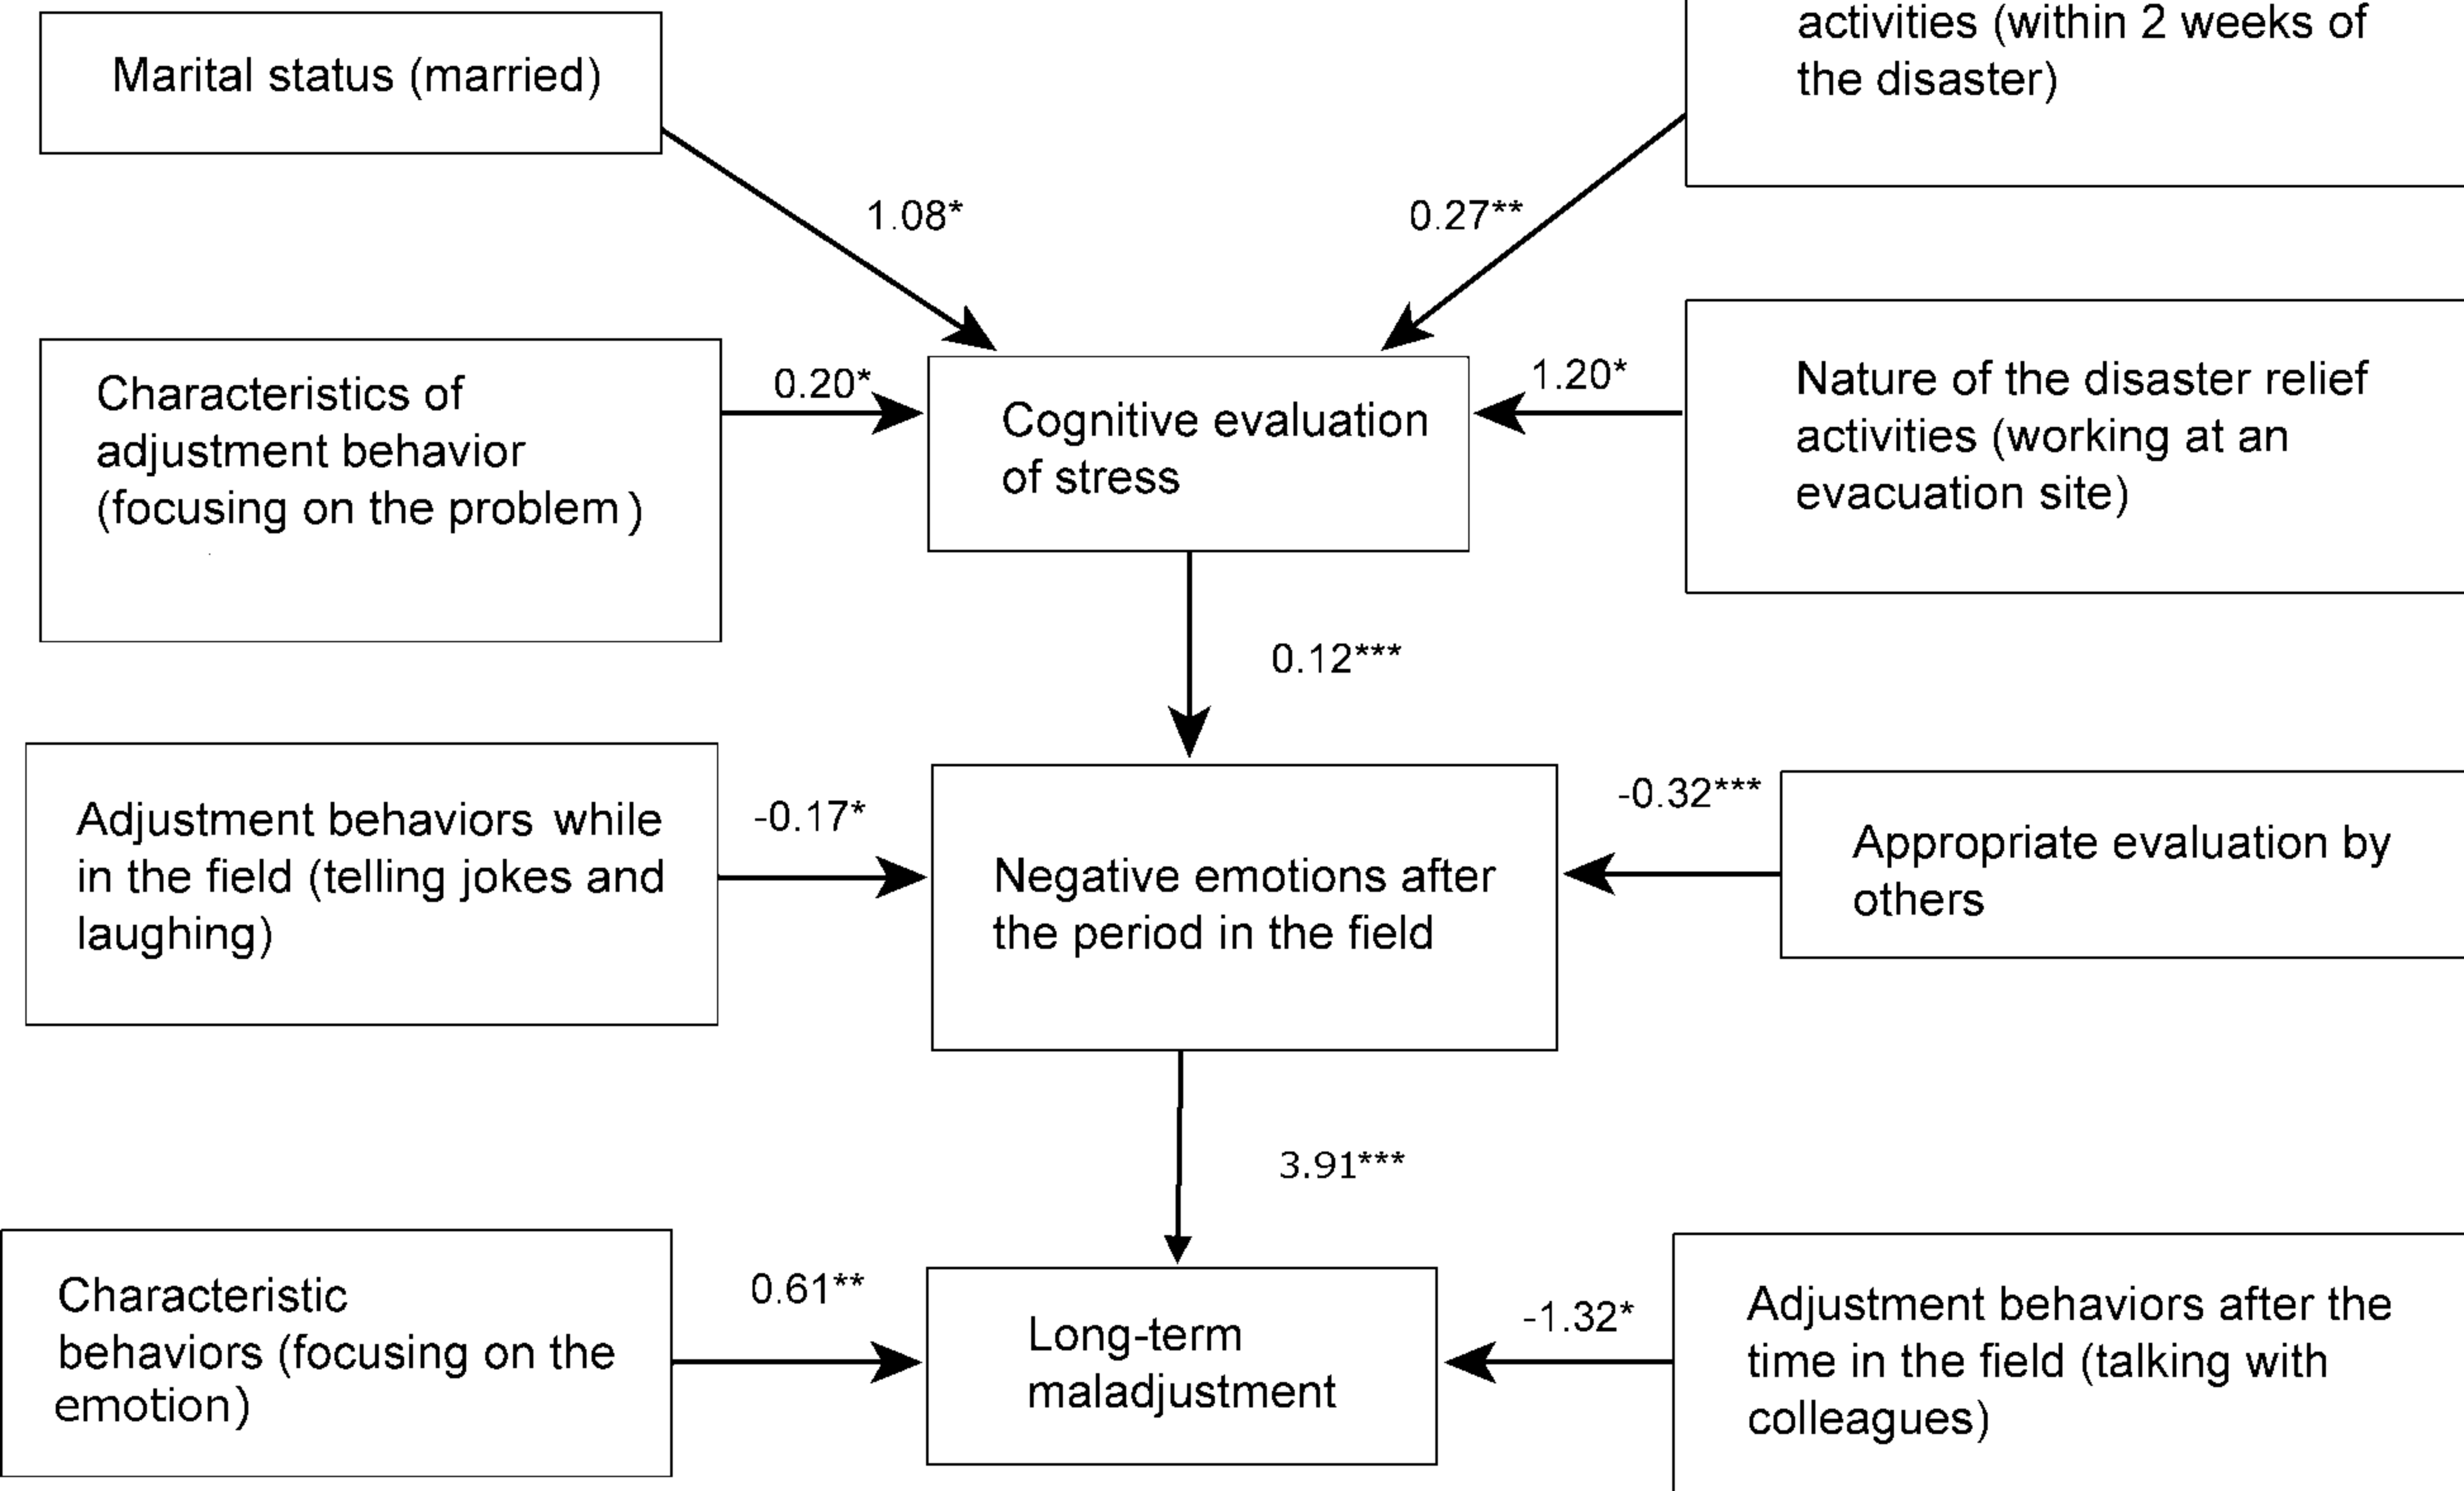 Marital status (married)
activities (within 2 weeks of
the disaster)
1.08*
0.27**
Characteristics of
adjustment behavior
(focusing on the problem)
0.20*
Cognitive evaluation
of stress
1.20*
Nature of the disaster relief
activities (working at an
evacuation site)
0.12***
Adjustment behaviors while
in the field (telling jokes and
laughing)
-0.17*
Negative emotions after
the period in the field
-0.32***
Appropriate evaluation by
others
3.91***
Characteristic
behaviors (focusing on the
emotion)
0.61**
Long-term
maladjustment
-1.32*
Adjustment behaviors after the
time in the field (talking with
colleagues)